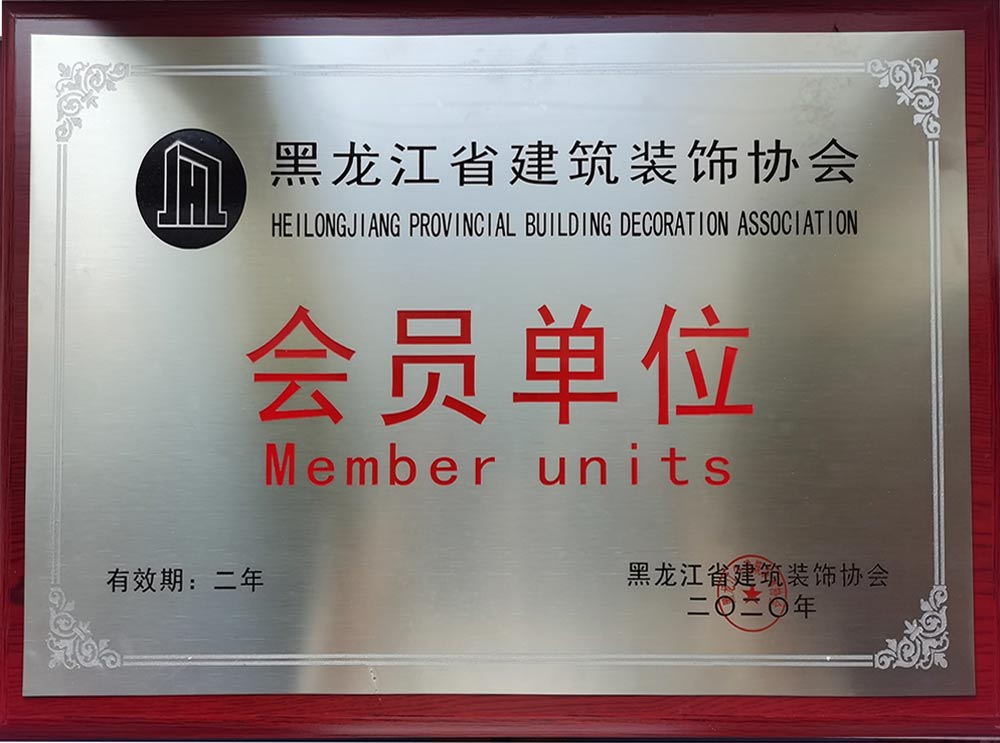 黑龙江省建筑装饰协会
HEILONGJIANG PROVINCIAL BUILDING DECORATION ASSOCIATION
会员单位
Member units
有效期：二年
黑龙江省建筑装饰协会
二〇二〇年